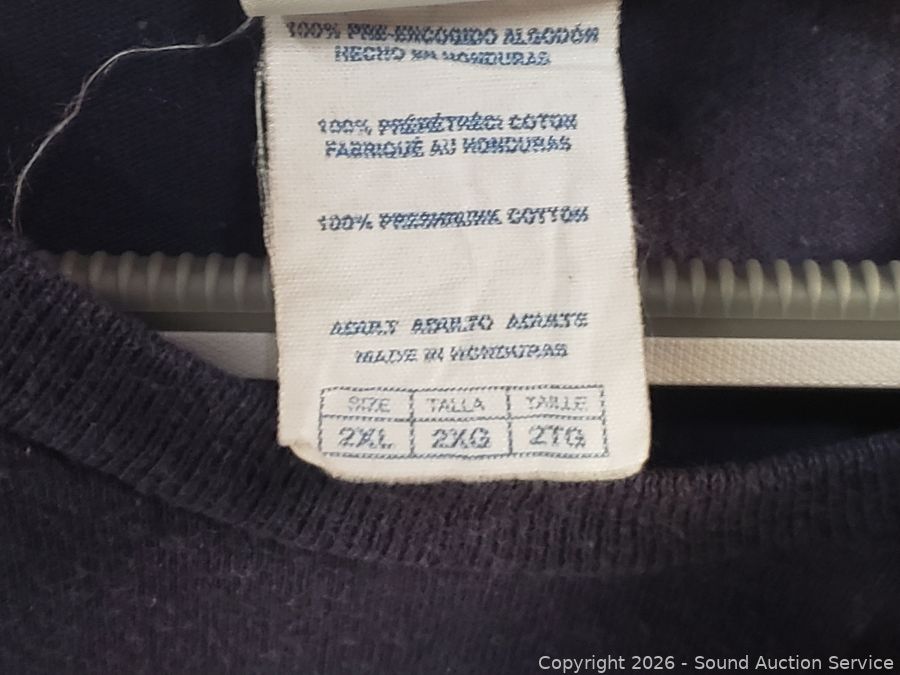 100% PRE-ENCOGIDO ALGODÓN
HECHO EN HONDURAS
100% PRÉRÉTRÉCI COTON
FABRIQUÉ AU HONDURAS
100% PRESHRUNK COTTON
ADULT ADULTO ADULTE
MADE IN HONDURAS
SIZE TALLA TAILLE
2XL 2XG 2TG
Copyright 2026 - Sound Auction Service